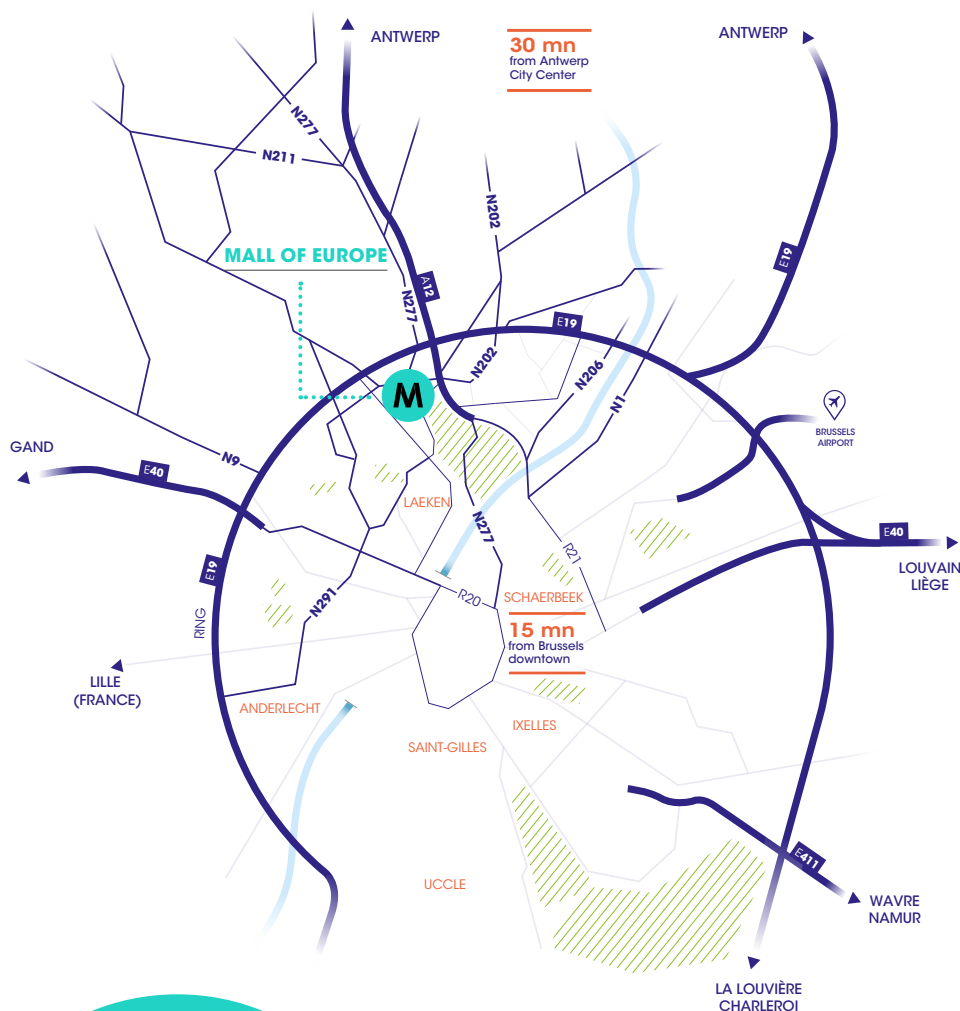 ANTWERP
30 mn
from Antwerp
City Center
ANTWERP
N277
N211
N202
MALL OF EUROPE
A12
E19
N277
E19
N202
N206
M
N1
BRUSSELS
AIRPORT
GAND
N9
E40
LAEKEN
N277
E40
R21
LOUVAIN
LIÈGE
E19
N291
R20
SCHAERBEEK
RING
15 mn
from Brussels
downtown
LILLE
(FRANCE)
ANDERLECHT
IXELLES
SAINT-GILLES
E411
UCCLE
WAVRE
NAMUR
LA LOUVIÈRE
CHARLEROI